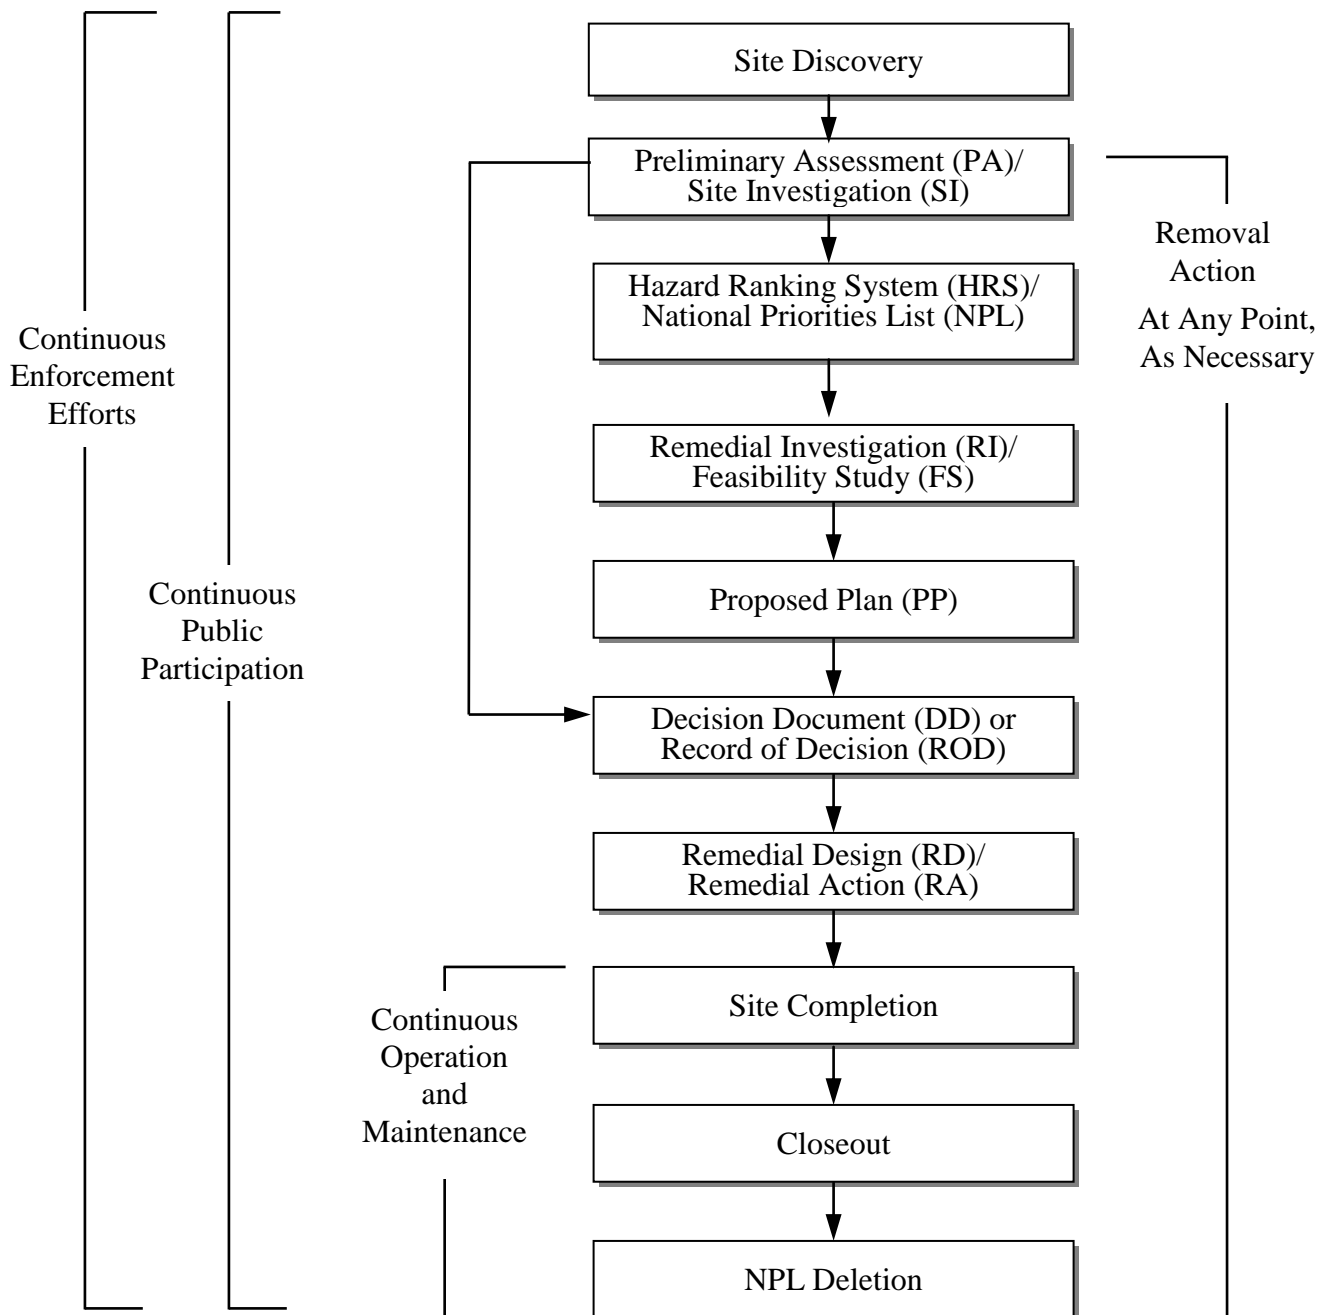 Site Discovery
Preliminary Assessment (PA)/
Site Investigation (SI)
Removal
Action
At Any Point,
As Necessary
Hazard Ranking System (HRS)/
National Priorities List (NPL)
Continuous
Enforcement
Efforts
Remedial Investigation (RI)/
Feasibility Study (FS)
Continuous
Public
Participation
Proposed Plan (PP)
Decision Document (DD) or
Record of Decision (ROD)
Remedial Design (RD)/
Remedial Action (RA)
Site Completion
Continuous
Operation
and
Maintenance
Closeout
NPL Deletion